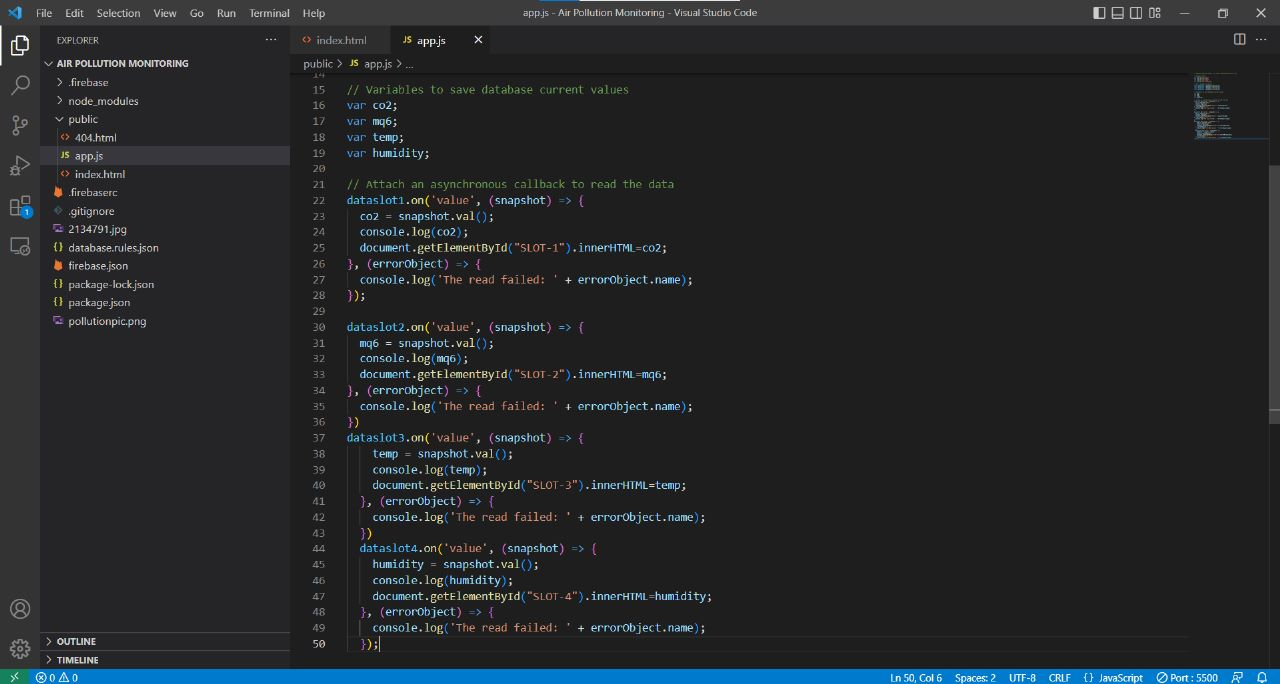 File Edit Selection View Go Run Terminal Help
app.js - Air Pollution Monitoring - Visual Studio Code
EXPLORER
AIR POLLUTION MONITORING
.firebase
node_modules
public
404.html
JS app.js
index.html
.firebaserc
.gitignore
2134791.jpg
{} database.rules.json
firebase.json
{} package-lock.json
{} package.json
pollutionpic.png
OUTLINE
TIMELINE
1
index.html
JS app.js
public > JS app.js > ...
14
15 // Variables to save database current values
16 var co2;
17 var mq6;
18 var temp;
19 var humidity;
20
21 // Attach an asynchronous callback to read the data
22 dataslot1.on('value', (snapshot) => {
23 co2 = snapshot.val();
24 console.log(co2);
25 document.getElementById("SLOT-1").innerHTML=co2;
26 }, (errorObject) => {
27 console.log('The read failed: ' + errorObject.name);
28 });
29
30 dataslot2.on('value', (snapshot) => {
31 mq6 = snapshot.val();
32 console.log(mq6);
33 document.getElementById("SLOT-2").innerHTML=mq6;
34 }, (errorObject) => {
35 console.log('The read failed: ' + errorObject.name);
36 })
37 dataslot3.on('value', (snapshot) => {
38 temp = snapshot.val();
39 console.log(temp);
40 document.getElementById("SLOT-3").innerHTML=temp;
41 }, (errorObject) => {
42 console.log('The read failed: ' + errorObject.name);
43 })
44 dataslot4.on('value', (snapshot) => {
45 humidity = snapshot.val();
46 console.log(humidity);
47 document.getElementById("SLOT-4").innerHTML=humidity;
48 }, (errorObject) => {
49 console.log('The read failed: ' + errorObject.name);
50 });
0 0
Ln 50, Col 6 Spaces: 2 UTF-8 CRLF {} JavaScript Port : 5500